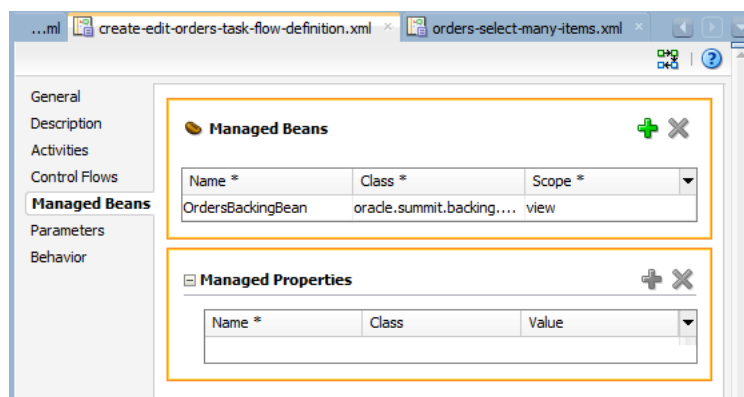 ...ml create-edit-orders-task-flow-definition.xml × orders-select-many-items.xml ×
General
Description
Activities
Control Flows
Managed Beans
Parameters
Behavior
Managed Beans
Name * Class * Scope *
OrdersBackingBean oracle.summit.backing.... view
Managed Properties
Name * Class Value